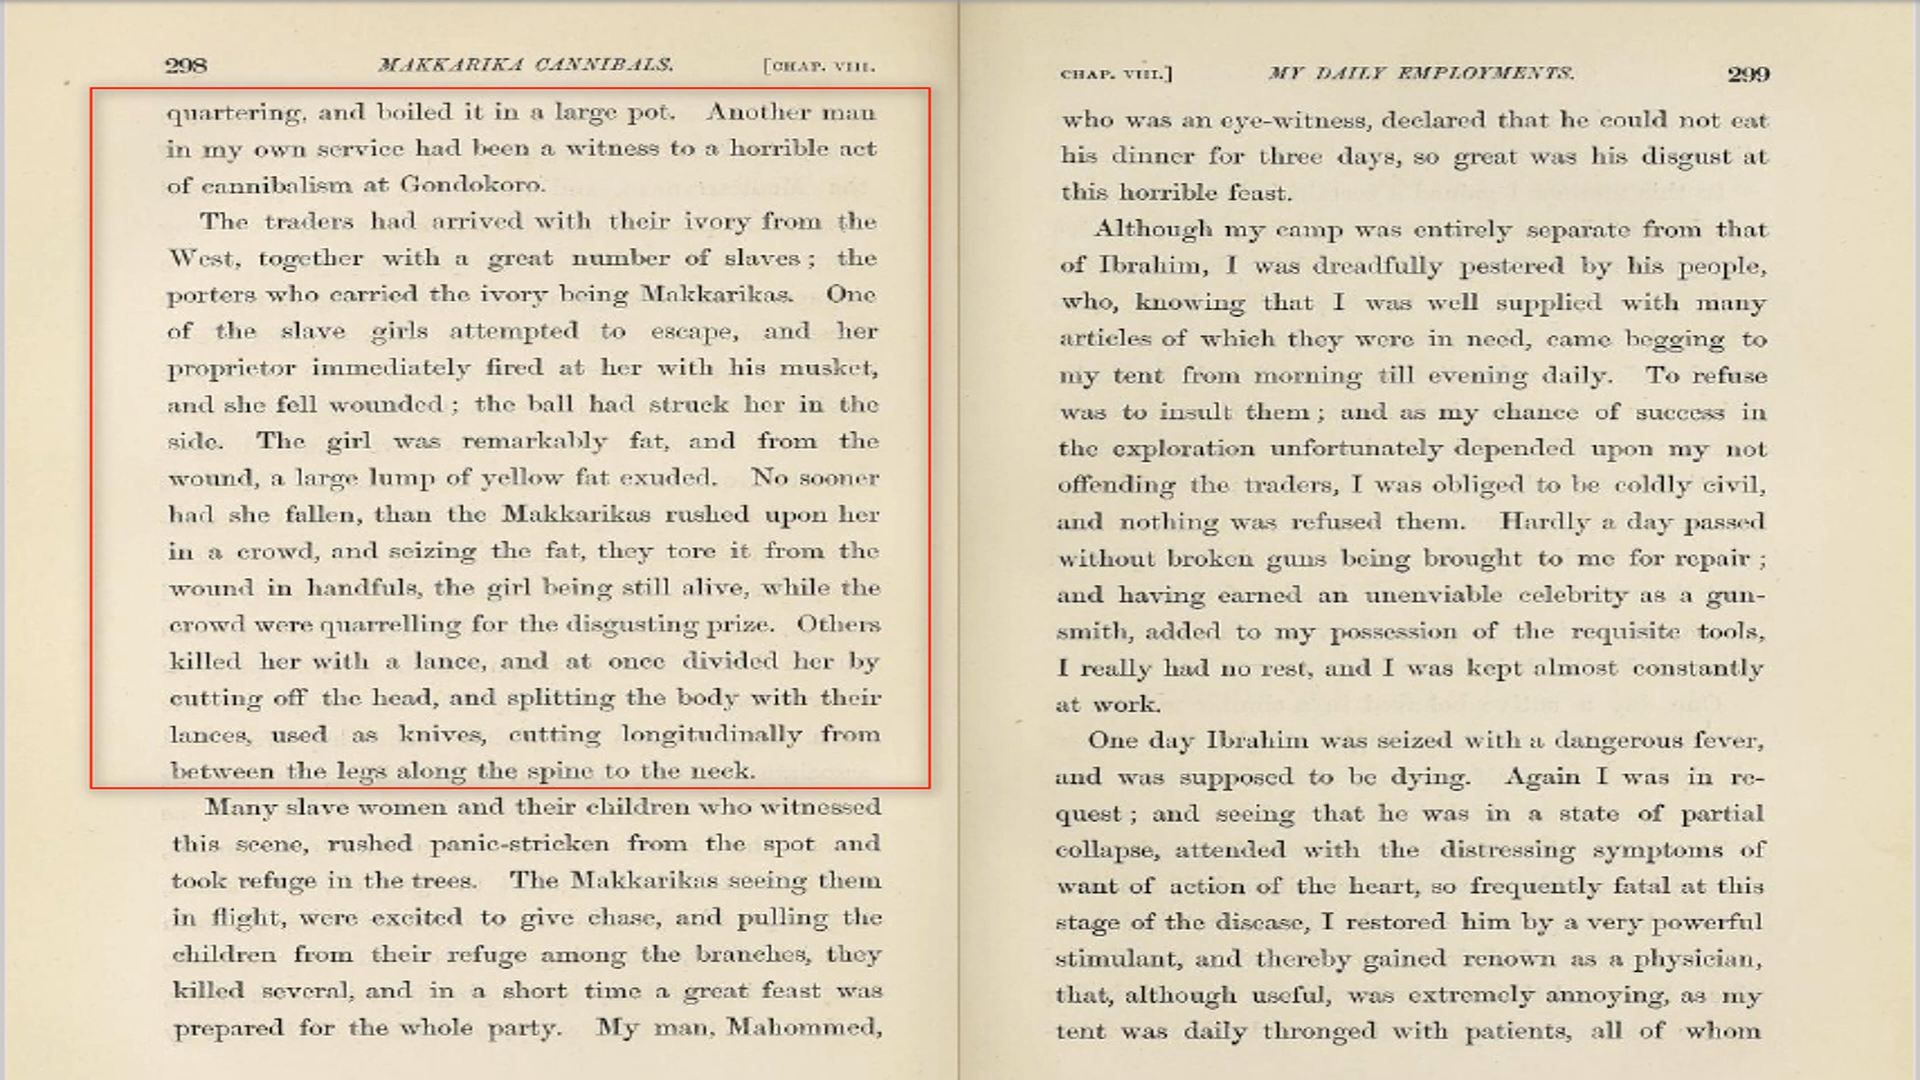 298 MAKKARIKA CANNIBALS. [CHAP. VIII.
quartering, and boiled it in a large pot. Another man
in my own service had been a witness to a horrible act
of cannibalism at Gondokoro.
The traders had arrived with their ivory from the
West, together with a great number of slaves; the
porters who carried the ivory being Makkarikas. One
of the slave girls attempted to escape, and her
proprietor immediately fired at her with his musket,
and she fell wounded; the ball had struck her in the
side. The girl was remarkably fat, and from the
wound, a large lump of yellow fat exuded. No sooner
had she fallen, than the Makkarikas rushed upon her
in a crowd, and seizing the fat, they tore it from the
wound in handfuls, the girl being still alive, while the
crowd were quarrelling for the disgusting prize. Others
killed her with a lance, and at once divided her by
cutting off the head, and splitting the body with their
lances, used as knives, cutting longitudinally from
between the legs along the spine to the neck.
Many slave women and their children who witnessed
this scene, rushed panic-stricken from the spot and
took refuge in the trees. The Makkarikas seeing them
in flight, were excited to give chase, and pulling the
children from their refuge among the branches, they
killed several, and in a short time a great feast was
prepared for the whole party. My man, Mahommed,
CHAP. VIII.] MY DAILY EMPLOYMENTS. 299
who was an eye-witness, declared that he could not eat
his dinner for three days, so great was his disgust at
this horrible feast.
Although my camp was entirely separate from that
of Ibrahim, I was dreadfully pestered by his people,
who, knowing that I was well supplied with many
articles of which they were in need, came begging to
my tent from morning till evening daily. To refuse
was to insult them; and as my chance of success in
the exploration unfortunately depended upon my not
offending the traders, I was obliged to be coldly civil,
and nothing was refused them. Hardly a day passed
without broken guns being brought to me for repair;
and having earned an unenviable celebrity as a gun-
smith, added to my possession of the requisite tools,
I really had no rest, and I was kept almost constantly
at work.
One day Ibrahim was seized with a dangerous fever,
and was supposed to be dying. Again I was in re-
quest; and seeing that he was in a state of partial
collapse, attended with the distressing symptoms of
want of action of the heart, so frequently fatal at this
stage of the disease, I restored him by a very powerful
stimulant, and thereby gained renown as a physician,
that, although useful, was extremely annoying, as my
tent was daily thronged with patients, all of whom